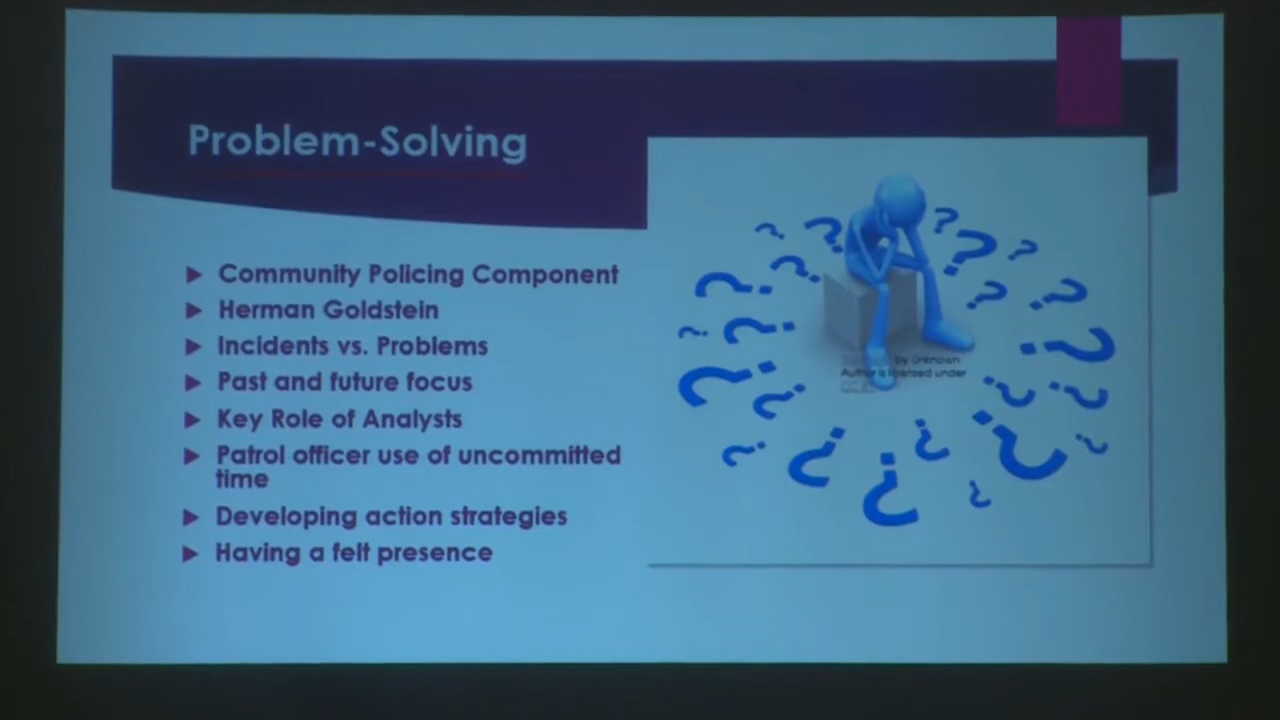 Problem-Solving
Community Policing Component
Herman Goldstein
Incidents vs. Problems
Past and future focus
Key Role of Analysts
Patrol officer use of uncommitted
time
Developing action strategies
Having a felt presence
by Unknown
Author is licensed under